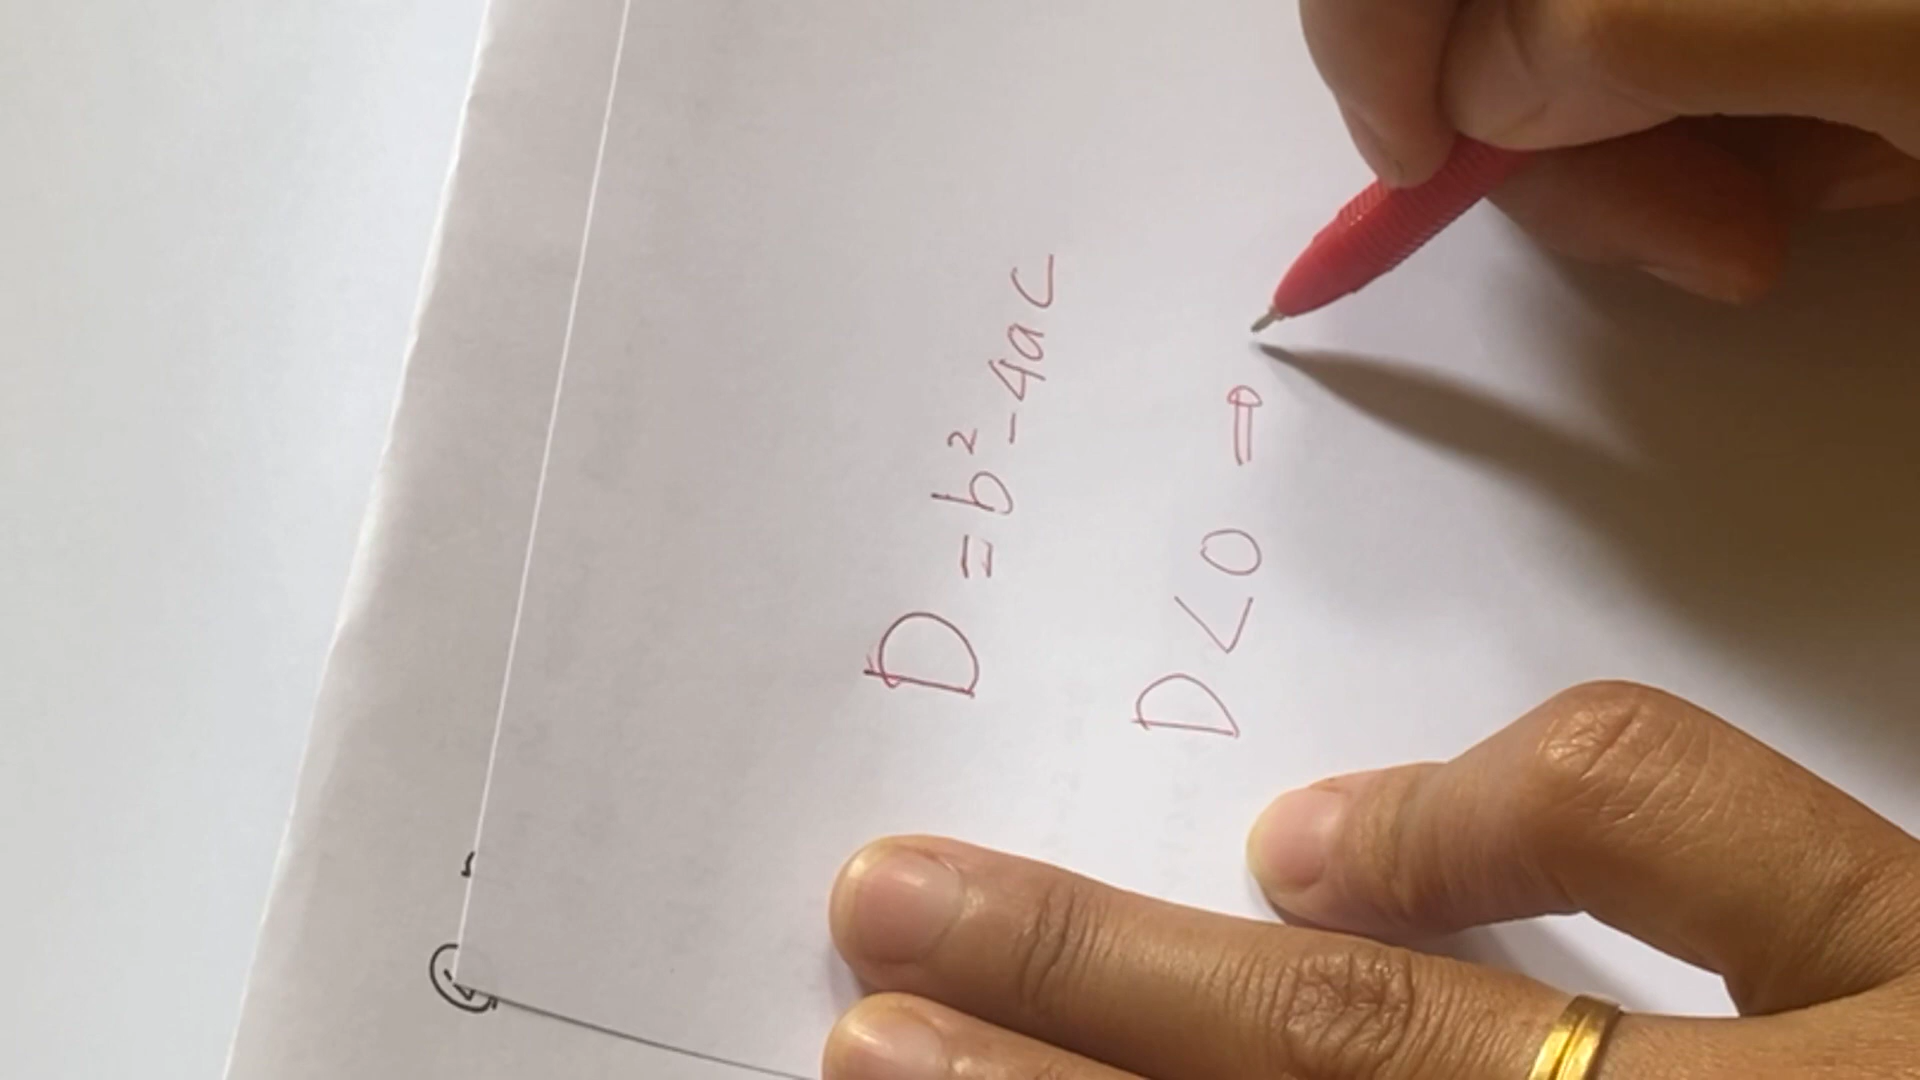 D = b² - 4ac
D < 0 ⇒